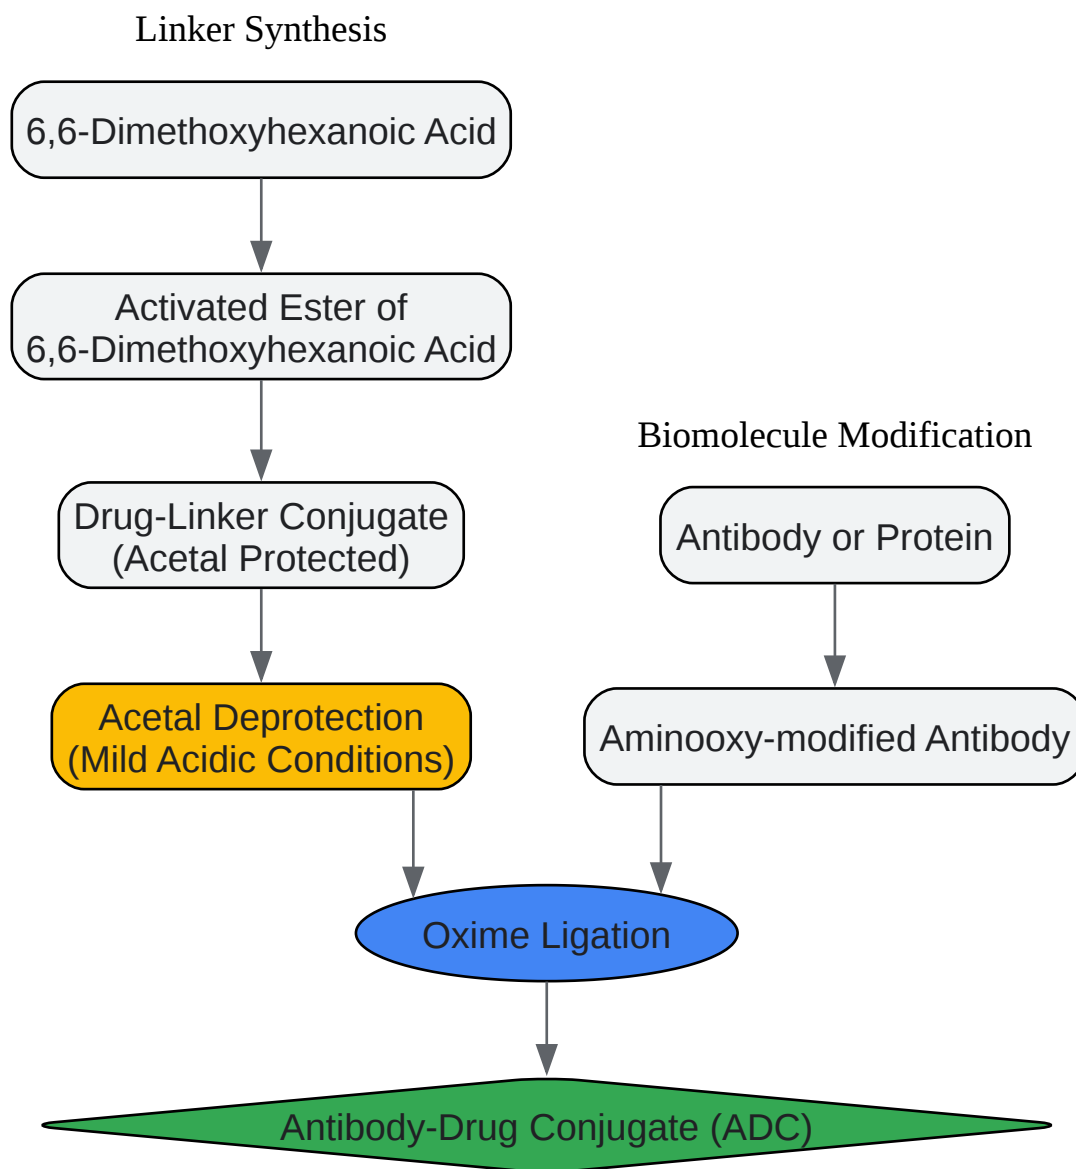 Linker Synthesis
6,6-Dimethoxyhexanoic Acid
Activated Ester of
6,6-Dimethoxyhexanoic Acid
Drug-Linker Conjugate
(Acetal Protected)
Acetal Deprotection
(Mild Acidic Conditions)
Biomolecule Modification
Antibody or Protein
Aminooxy-modified Antibody
Oxime Ligation
Antibody-Drug Conjugate (ADC)